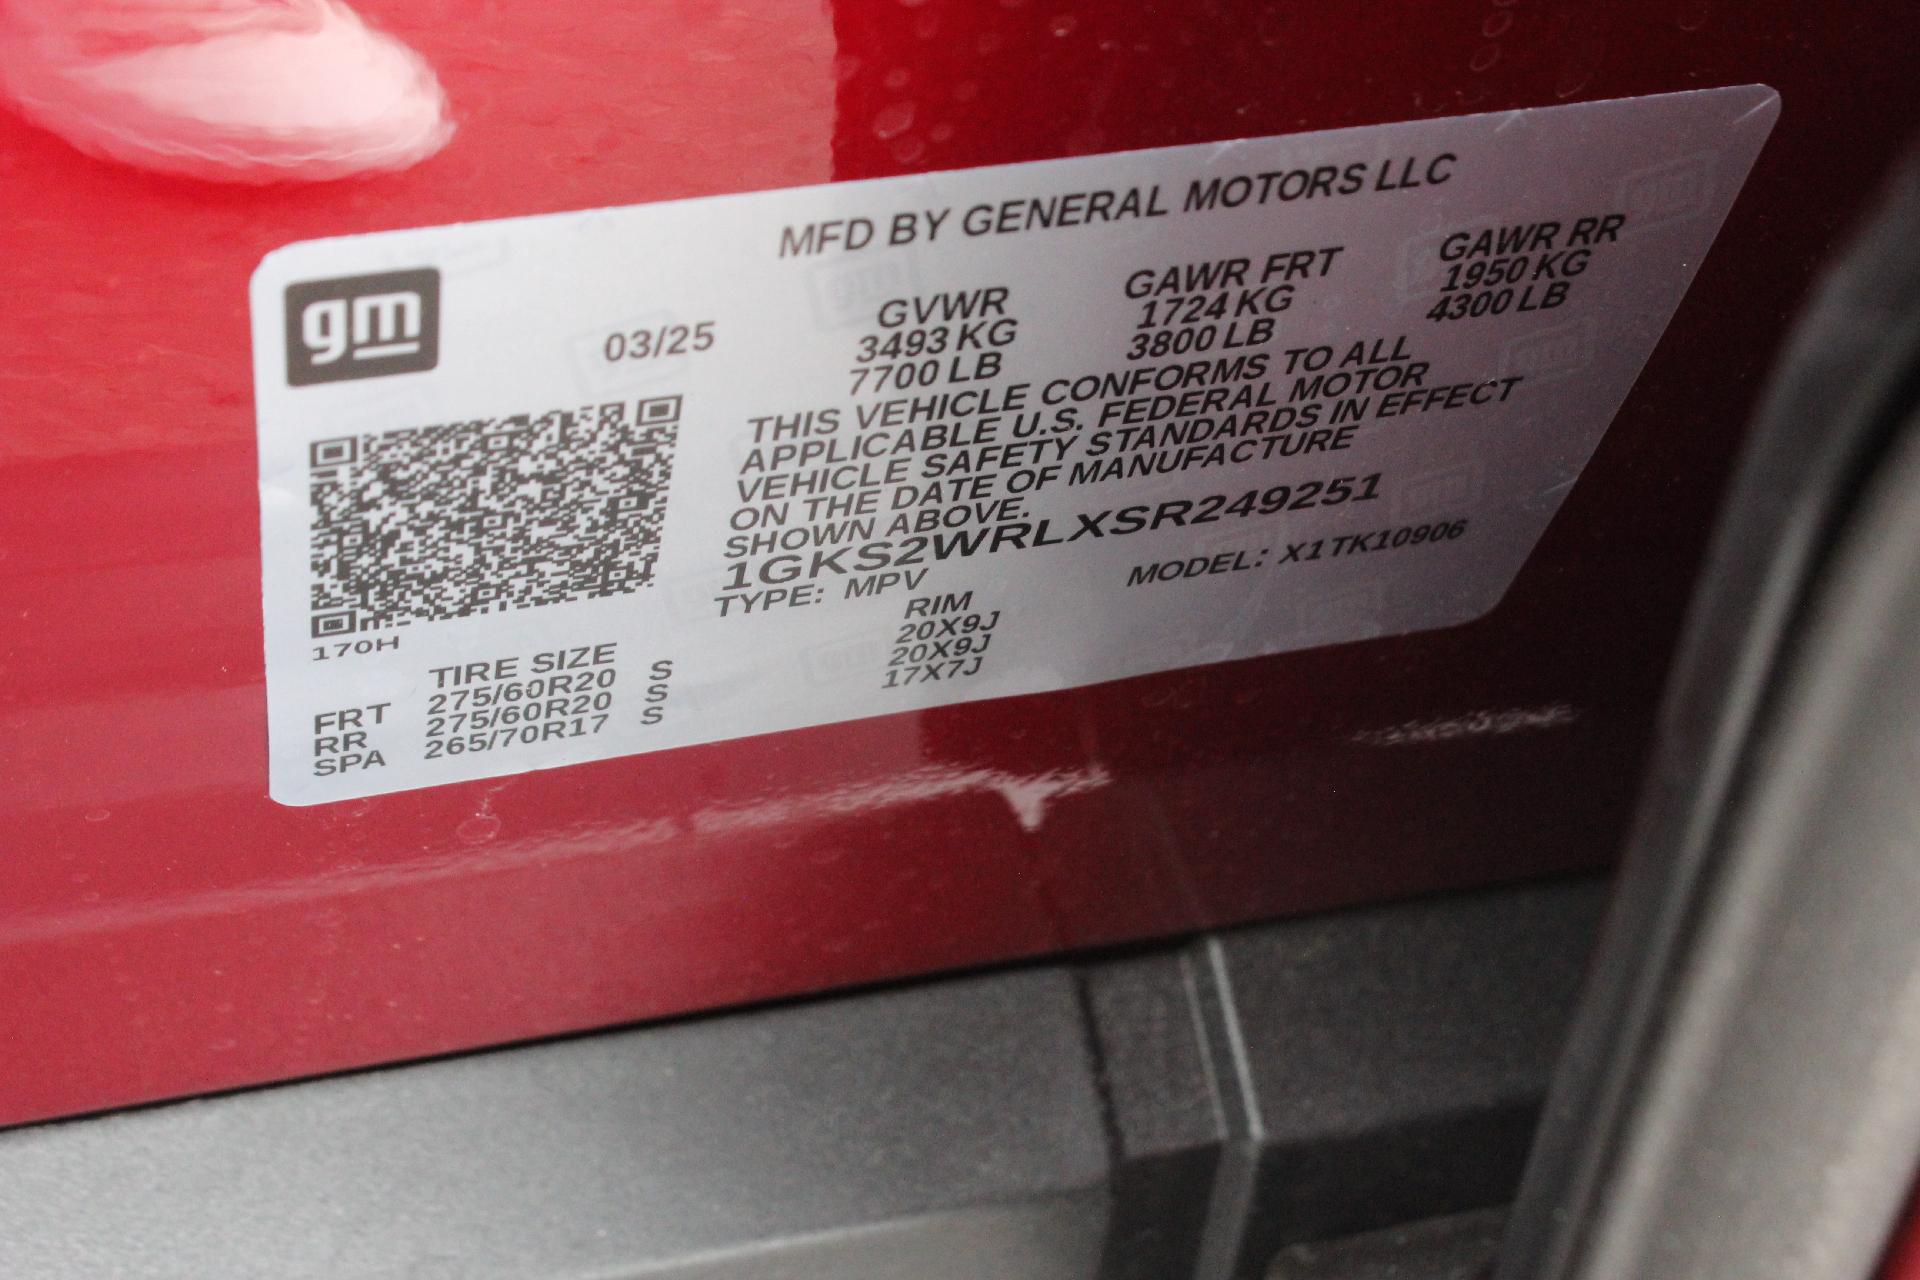 gm
MFD BY GENERAL MOTORS LLC
03/25 GVWR GAWR FRT GAWR RR
3493 KG 1724 KG 1950 KG
7700 LB 3800 LB 4300 LB
THIS VEHICLE CONFORMS TO ALL
APPLICABLE U.S. FEDERAL MOTOR
VEHICLE SAFETY STANDARDS IN EFFECT
ON THE DATE OF MANUFACTURE
SHOWN ABOVE.
1GKS2WRLXSR249251
TYPE: MPV MODEL: X1TK10906
170H
TIRE SIZE RIM
FRT 275/60R20 S 20X9J
RR 275/60R20 S 20X9J
SPA 265/70R17 S 17X7J